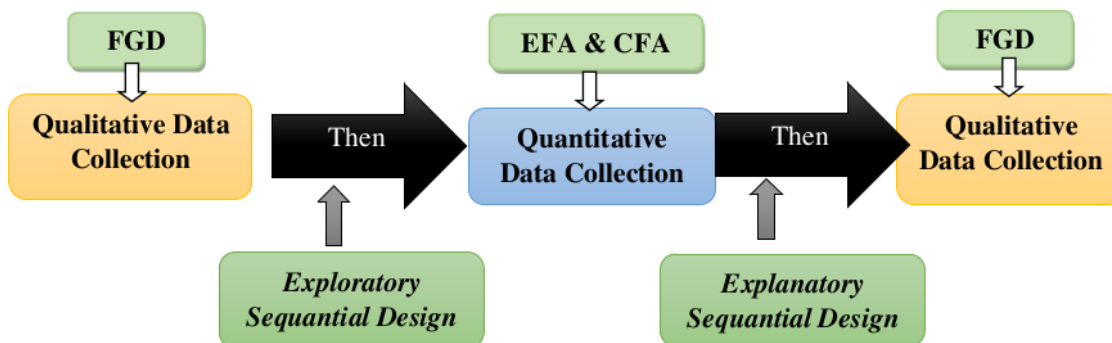 FGD
EFA & CFA
FGD
Qualitative Data
Collection
Then
Quantitative
Data Collection
Then
Qualitative
Data Collection
Exploratory
Sequantial Design
Explanatory
Sequantial Design